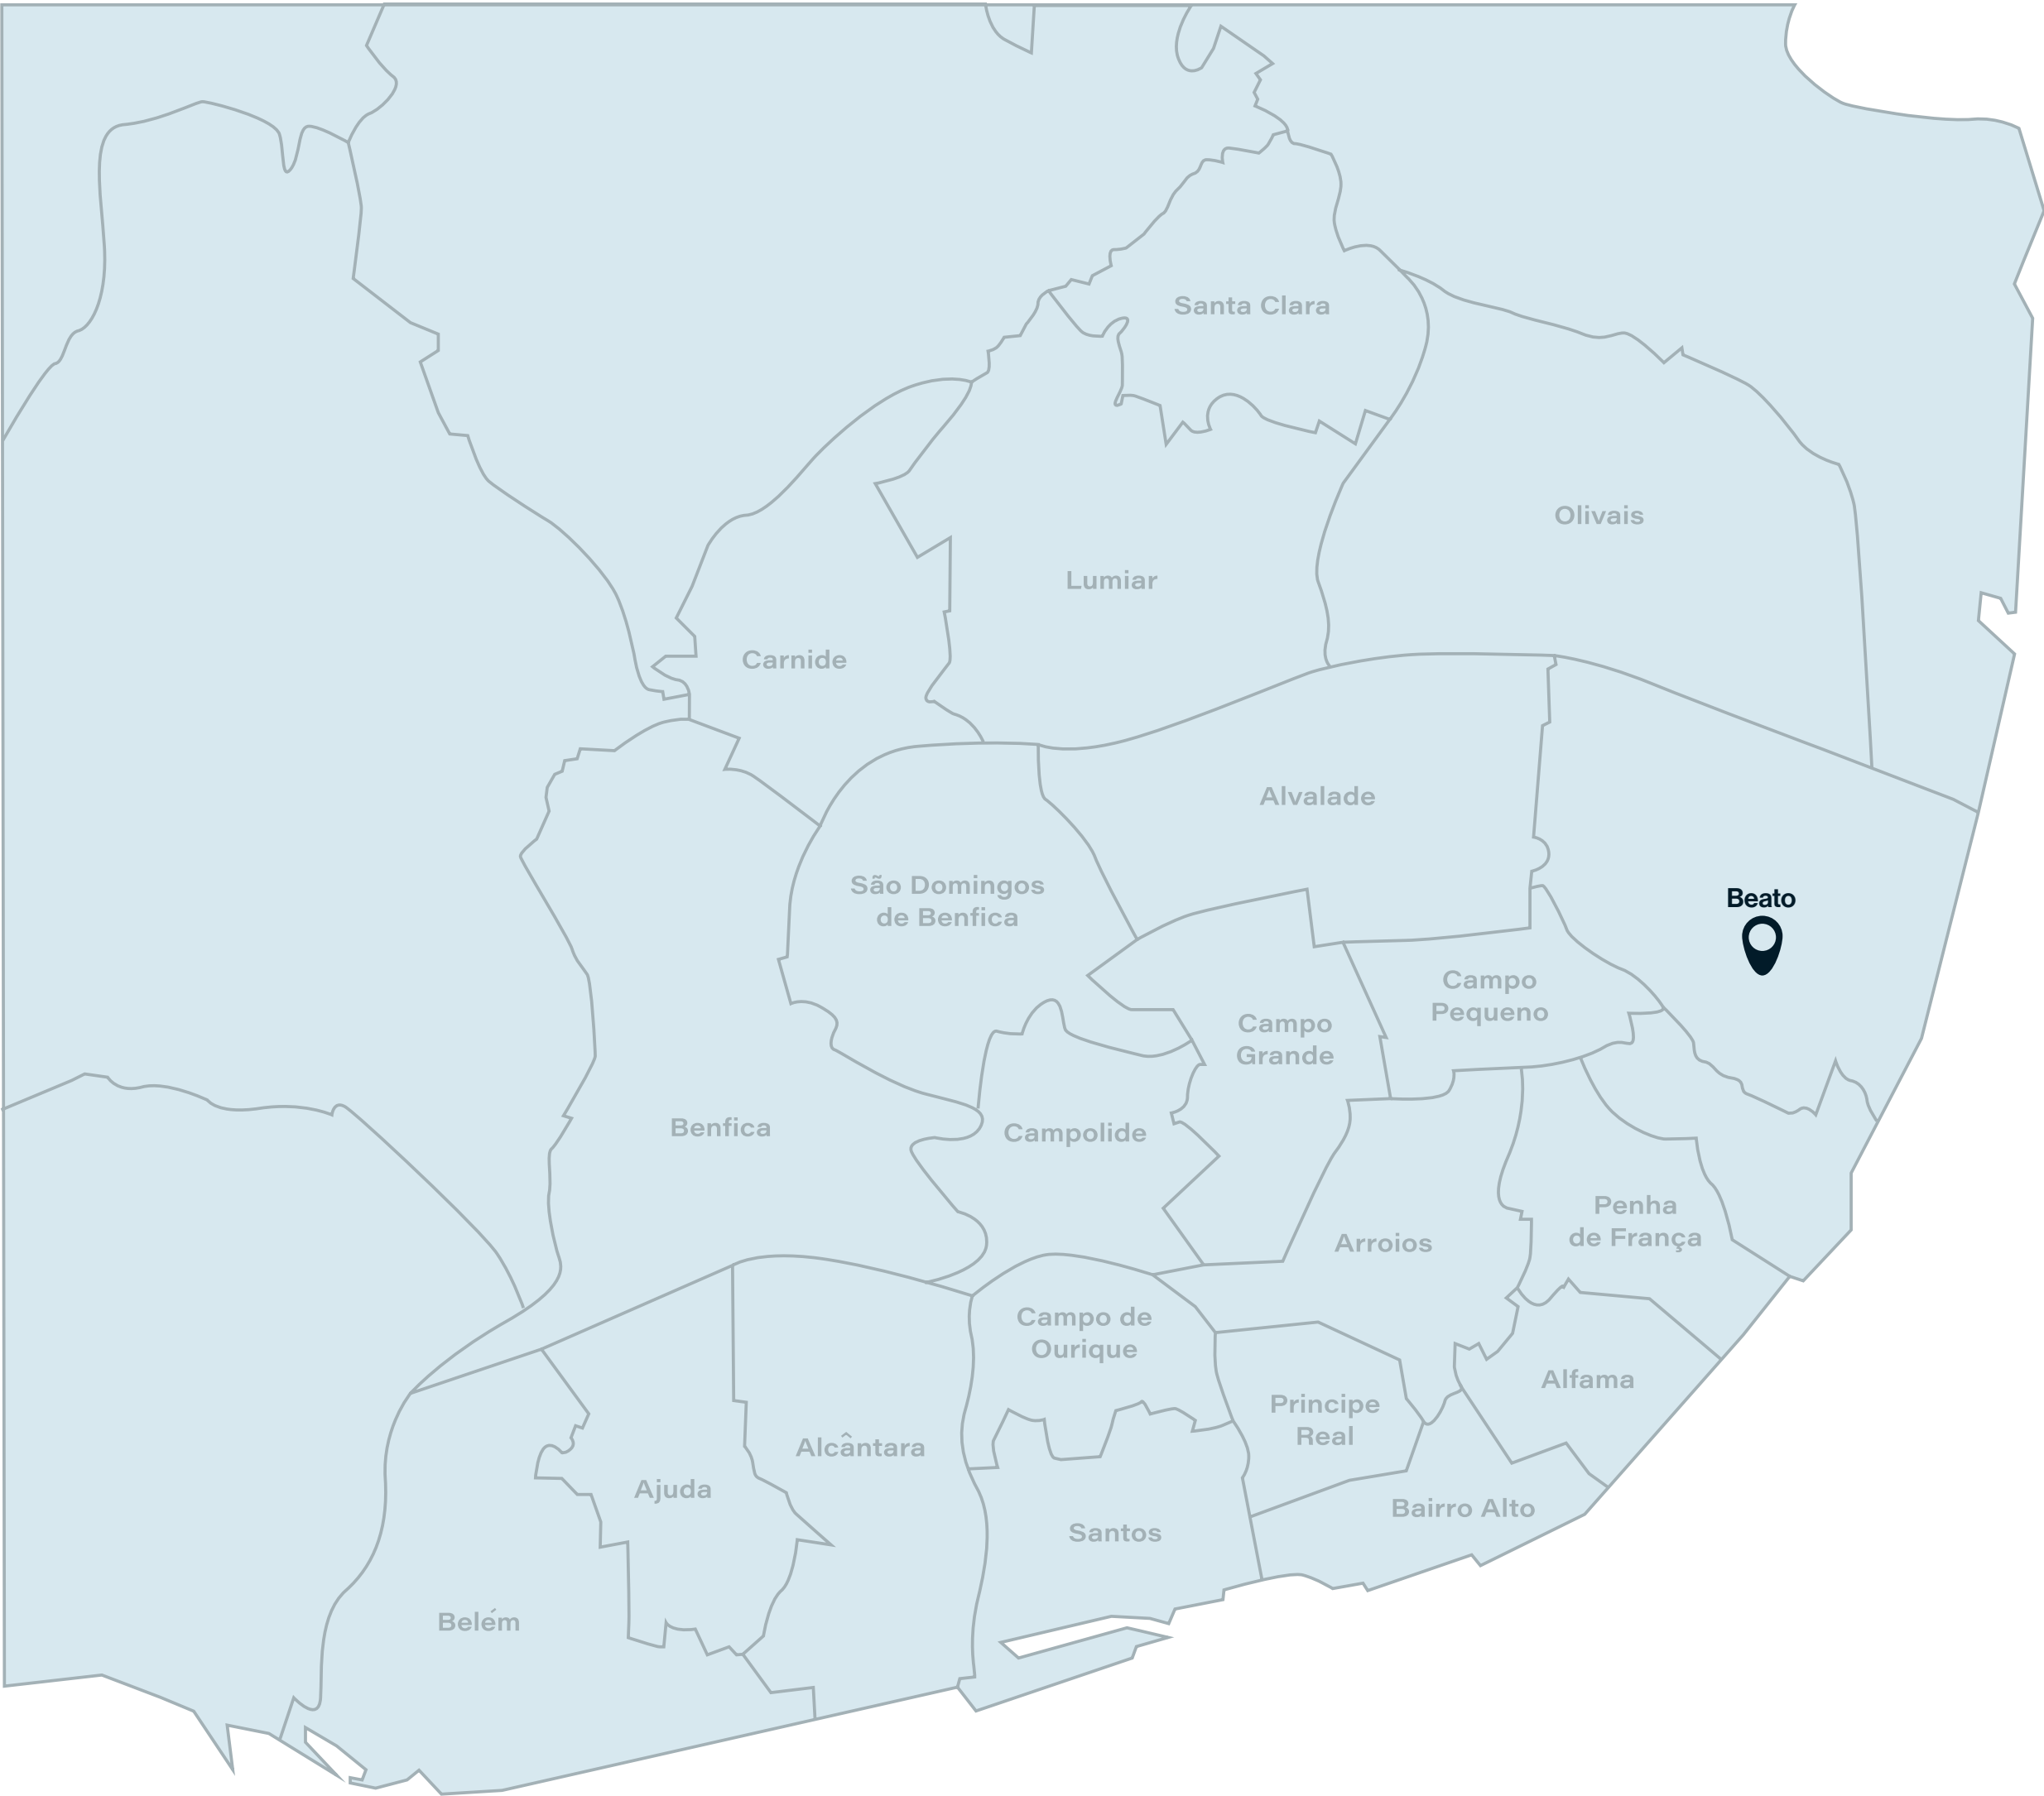 Santa Clara
Olivais
Lumiar
Carnide
Alvalade
São Domingos
de Benfica
Beato
Campo
Pequeno
Campo
Grande
Benfica
Campolide
Penha
de França
Arroios
Campo de
Ourique
Alfama
Principe
Real
Alcântara
Ajuda
Bairro Alto
Santos
Belém